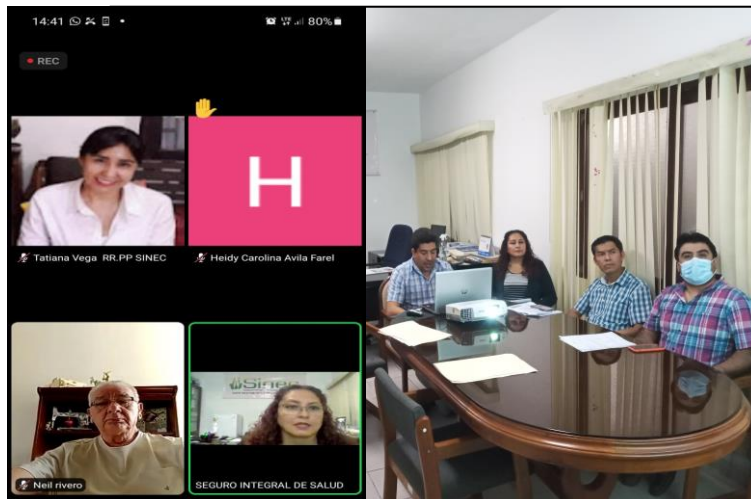 14:41
80%
REC
H
Tatiana Vega RR.PP SINEC
Heidy Carolina Avila Farel
Sinec
Neil rivero
SEGURO INTEGRAL DE SALUD